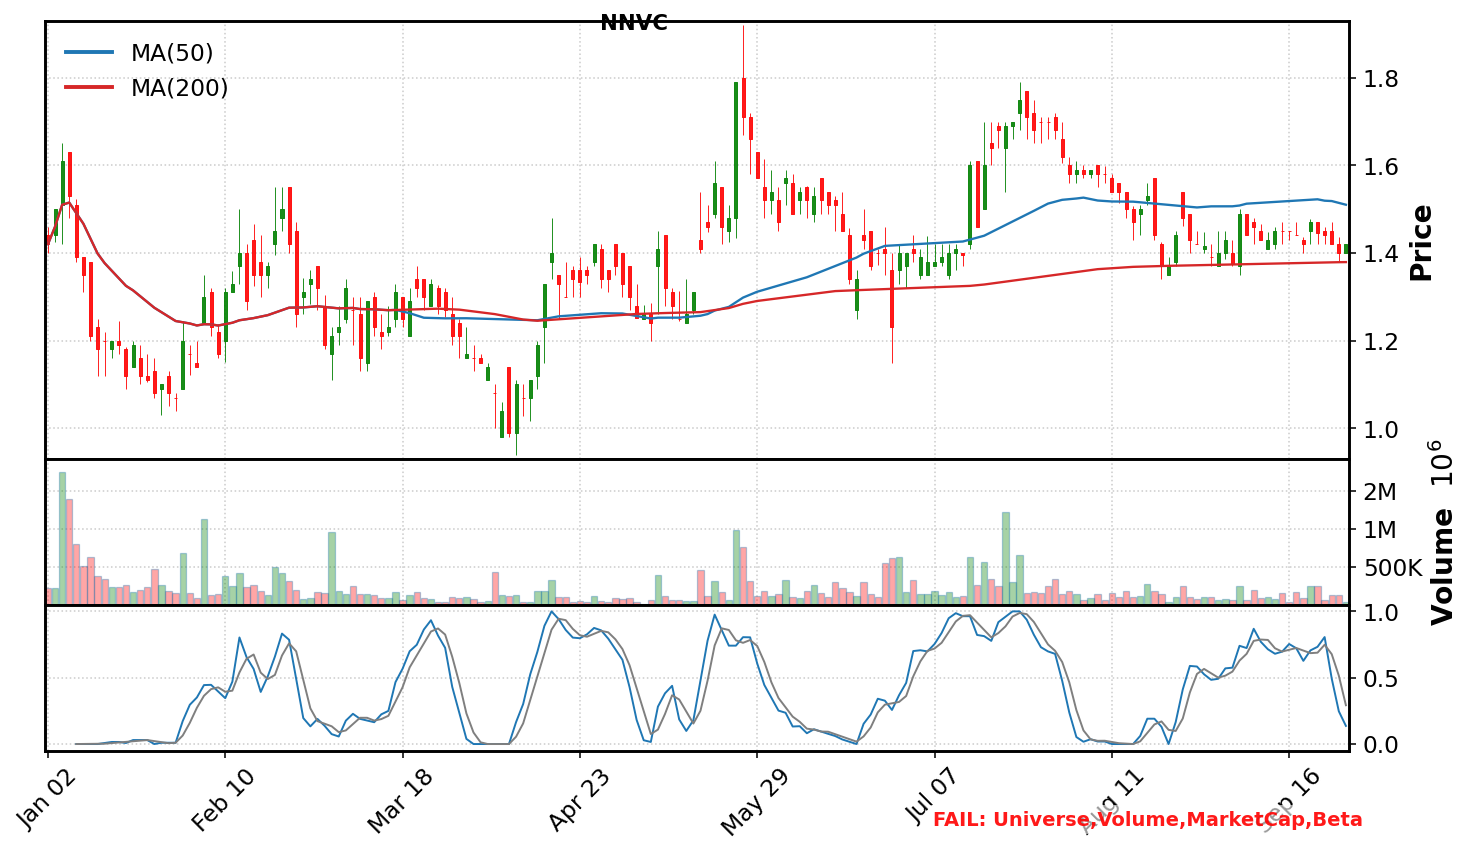 NNVC
MA(50)
MA(200)
1.8
1.6
1.4
1.2
1.0
Price
2M
1M
500K
Volume 10⁶
1.0
0.5
0.0
Jan 02
Feb 10
Mar 18
Apr 23
May 29
Jul 07
Aug 11
Sep 16
FAIL: Universe,Volume,MarketCap,Beta